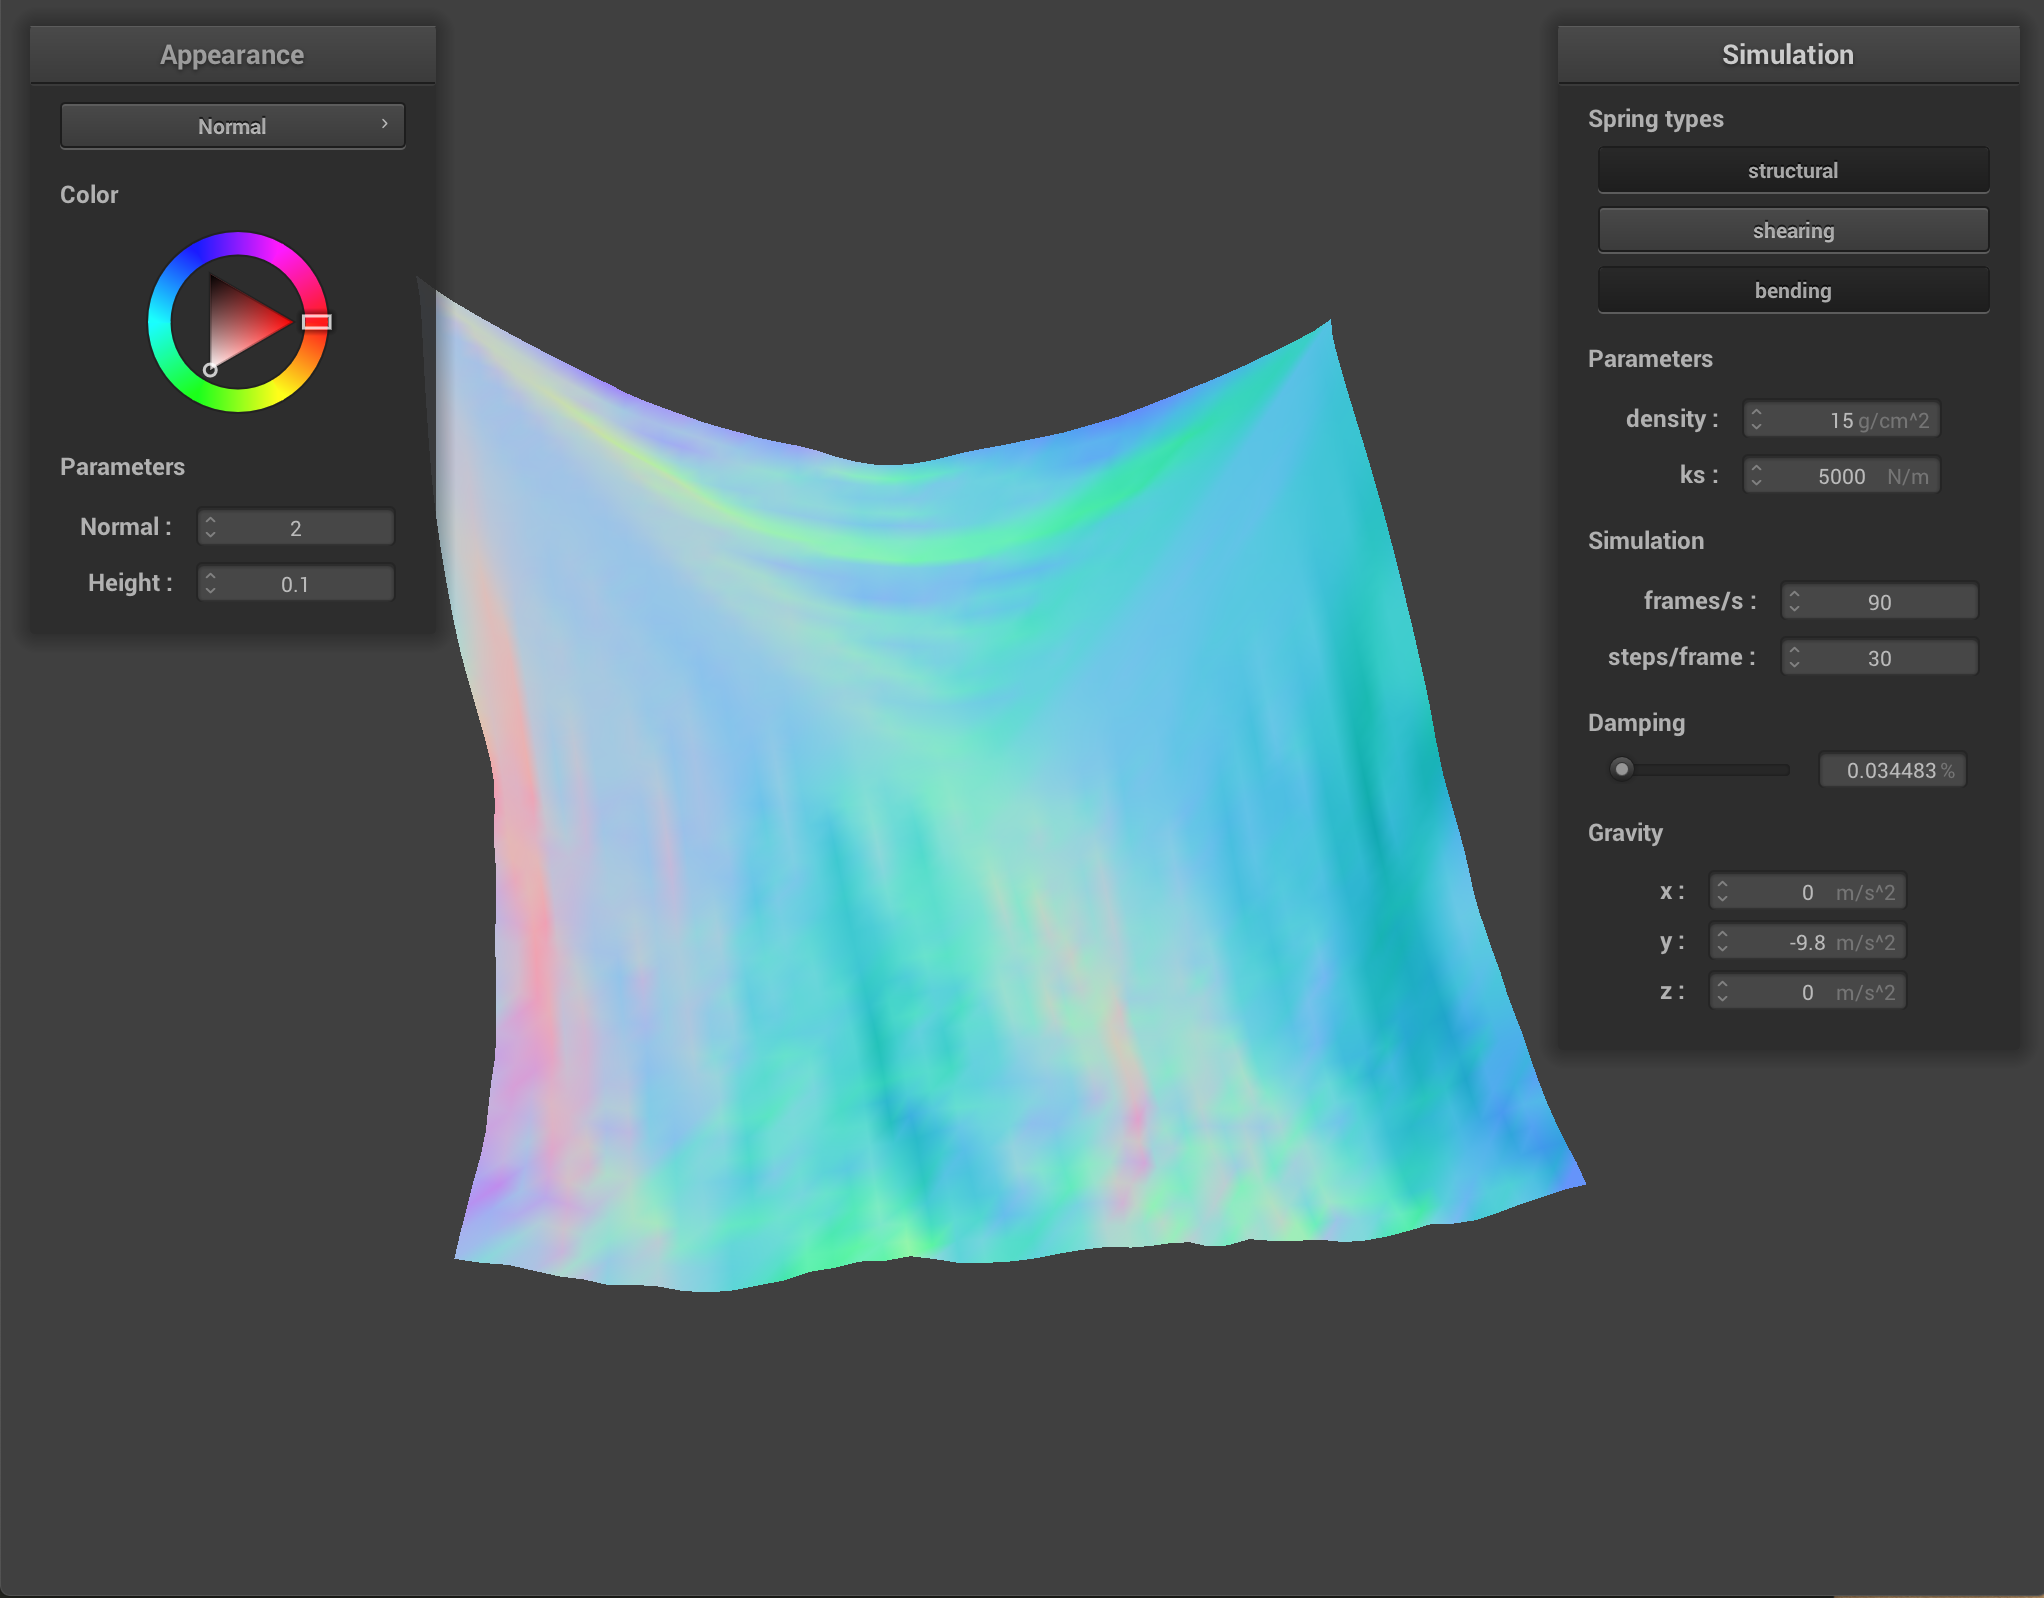 Appearance
Normal
Color
Parameters
Normal : 2
Height : 0.1
Simulation
Spring types
structural
shearing
bending
Parameters
density : 15 g/cm^2
ks : 5000 N/m
Simulation
frames/s : 90
steps/frame : 30
Damping
0.034483 %
Gravity
x : 0 m/s^2
y : -9.8 m/s^2
z : 0 m/s^2